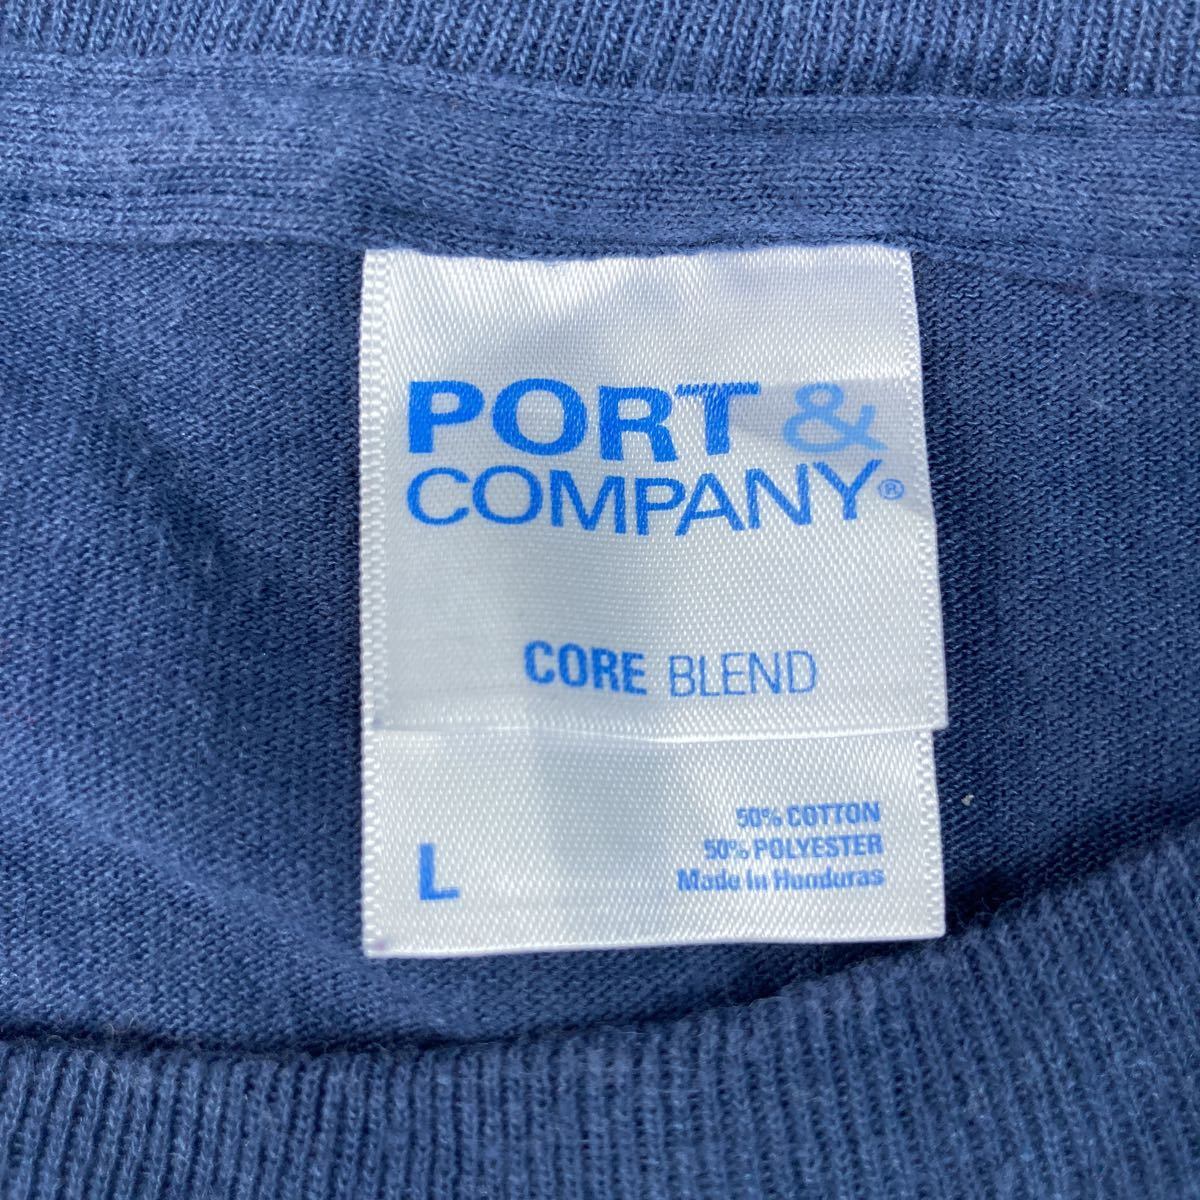 PORT &
COMPANY®
CORE BLEND
50% COTTON
50% POLYESTER
Made In Honduras
L